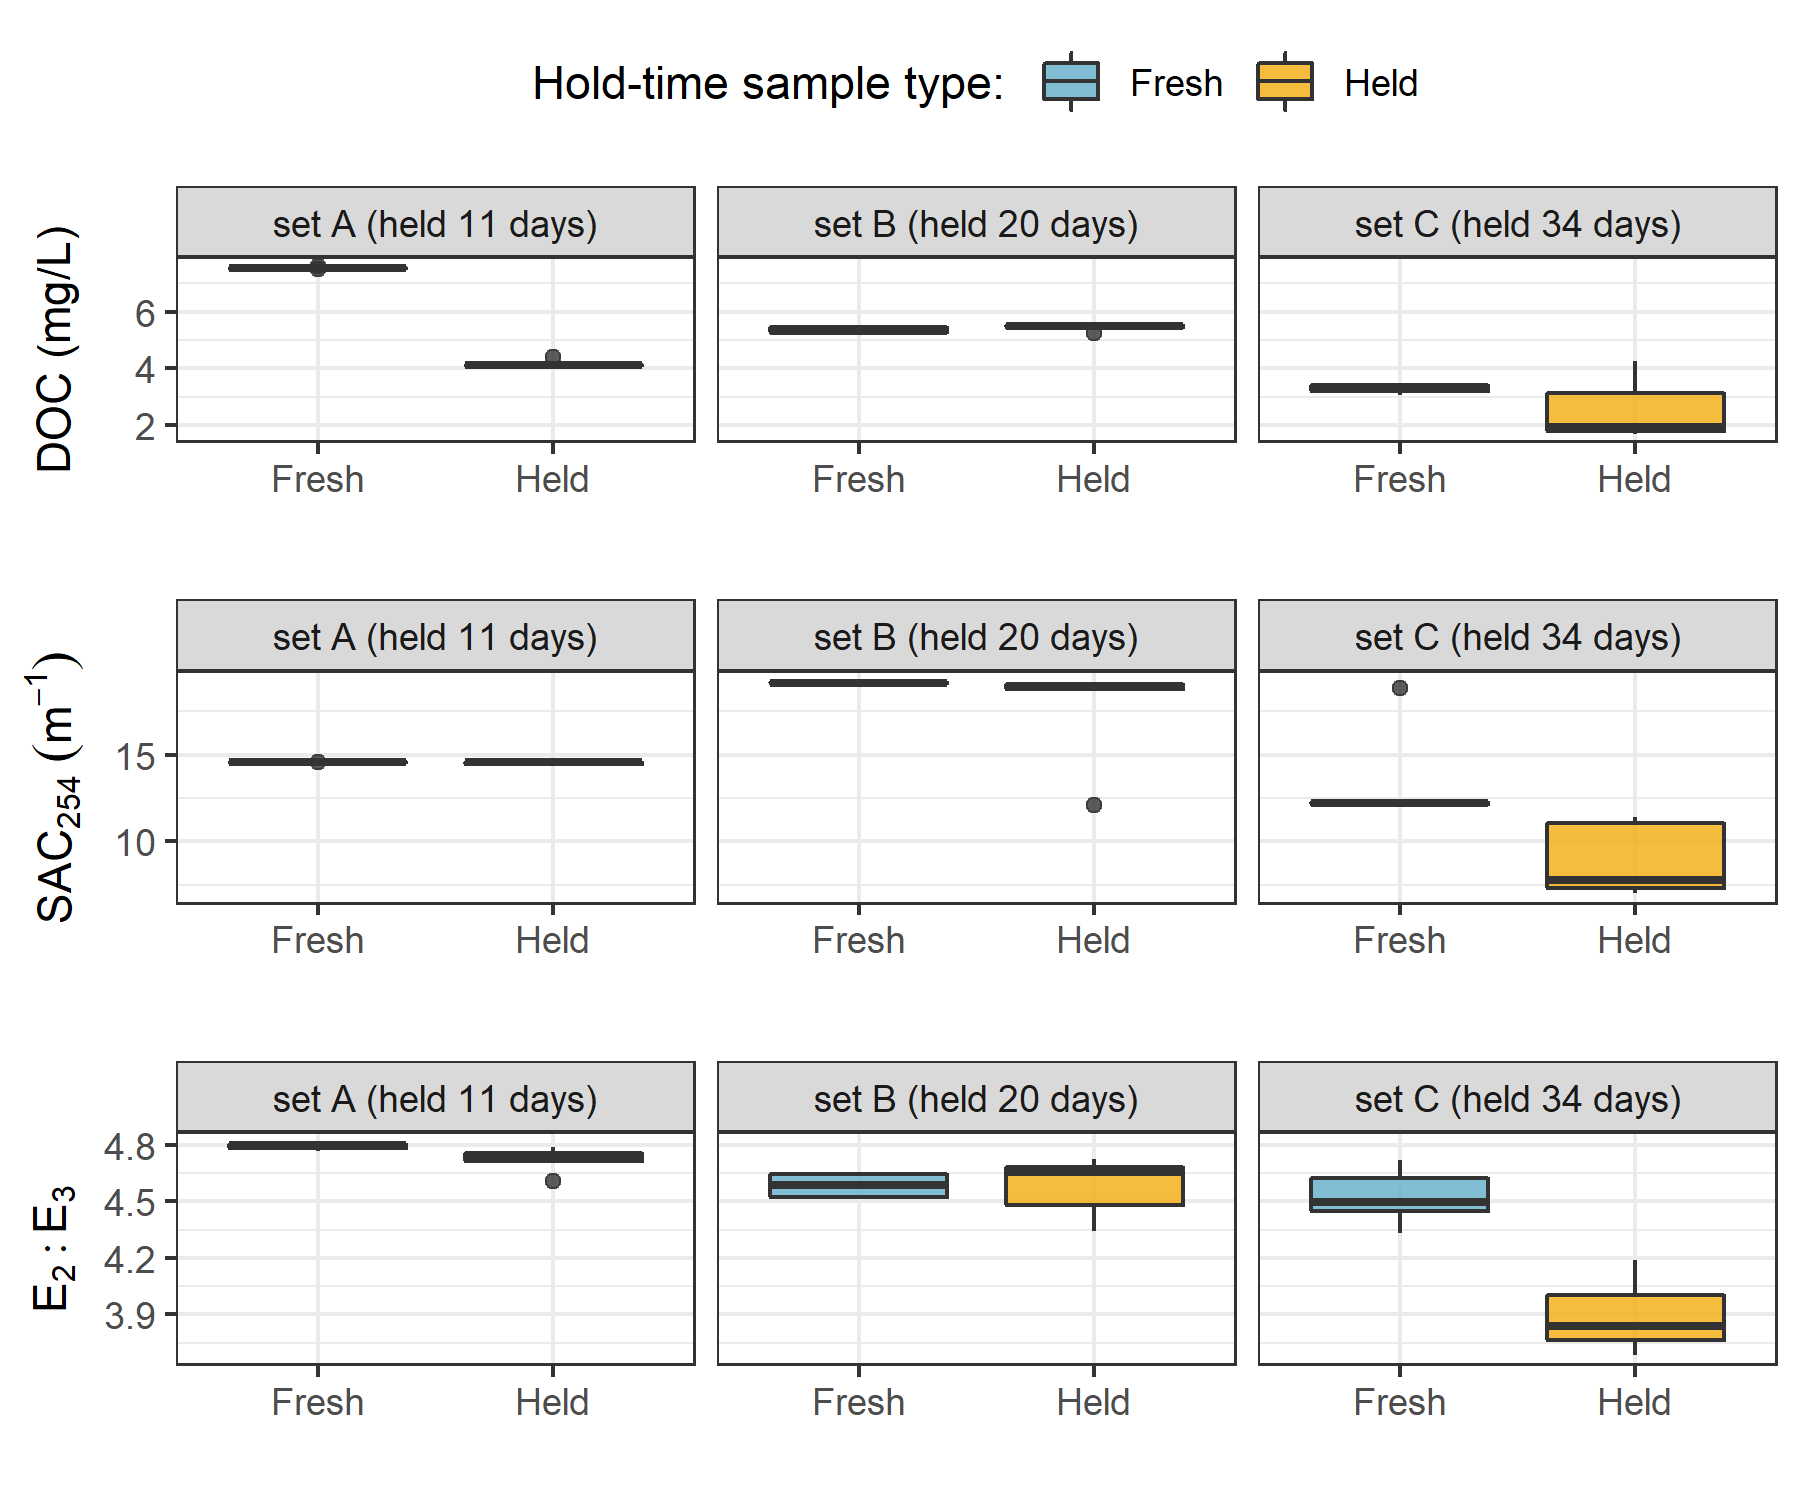 Hold-time sample type: Fresh Held
set A (held 11 days) set B (held 20 days) set C (held 34 days)
DOC (mg/L)
6
4
2
Fresh Held Fresh Held Fresh Held
set A (held 11 days) set B (held 20 days) set C (held 34 days)
SAC₂₅₄ (m⁻¹)
15
10
Fresh Held Fresh Held Fresh Held
set A (held 11 days) set B (held 20 days) set C (held 34 days)
E₂ : E₃
4.8
4.5
4.2
3.9
Fresh Held Fresh Held Fresh Held